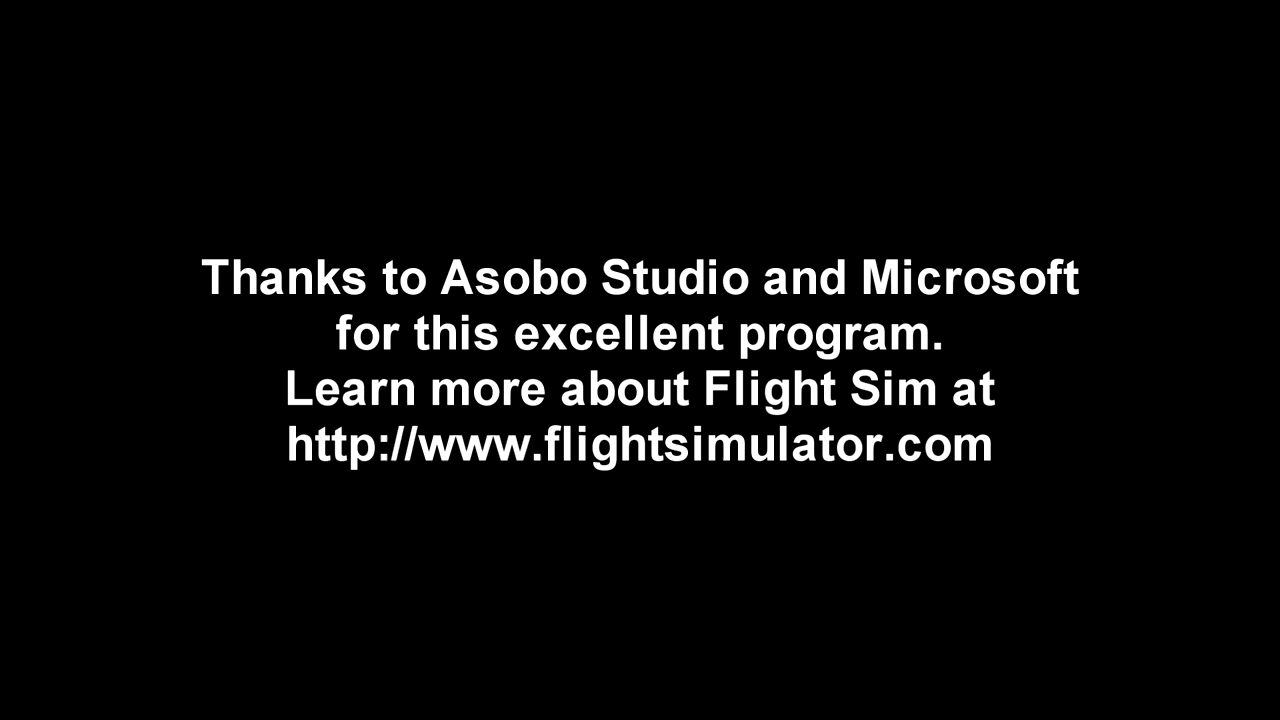 Thanks to Asobo Studio and Microsoft
for this excellent program.
Learn more about Flight Sim at
http://www.flightsimulator.com